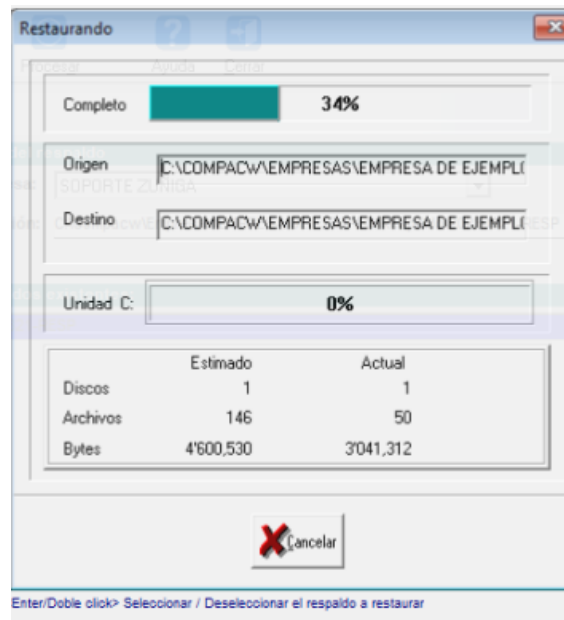 Restaurando
Procesar Ayuda Cerrar
Completo 34%
Origen C:\COMPACW\EMPRESAS\EMPRESA DE EJEMPL
SOPORTE ZUÑIGA
Destino C:\COMPACW\EMPRESAS\EMPRESA DE EJEMPL
Unidad C: 0%
Estimado Actual
Discos 1 1
Archivos 146 50
Bytes 4'600,530 3'041,312
Cancelar
Enter/Doble click> Seleccionar / Deseleccionar el respaldo a restaurar